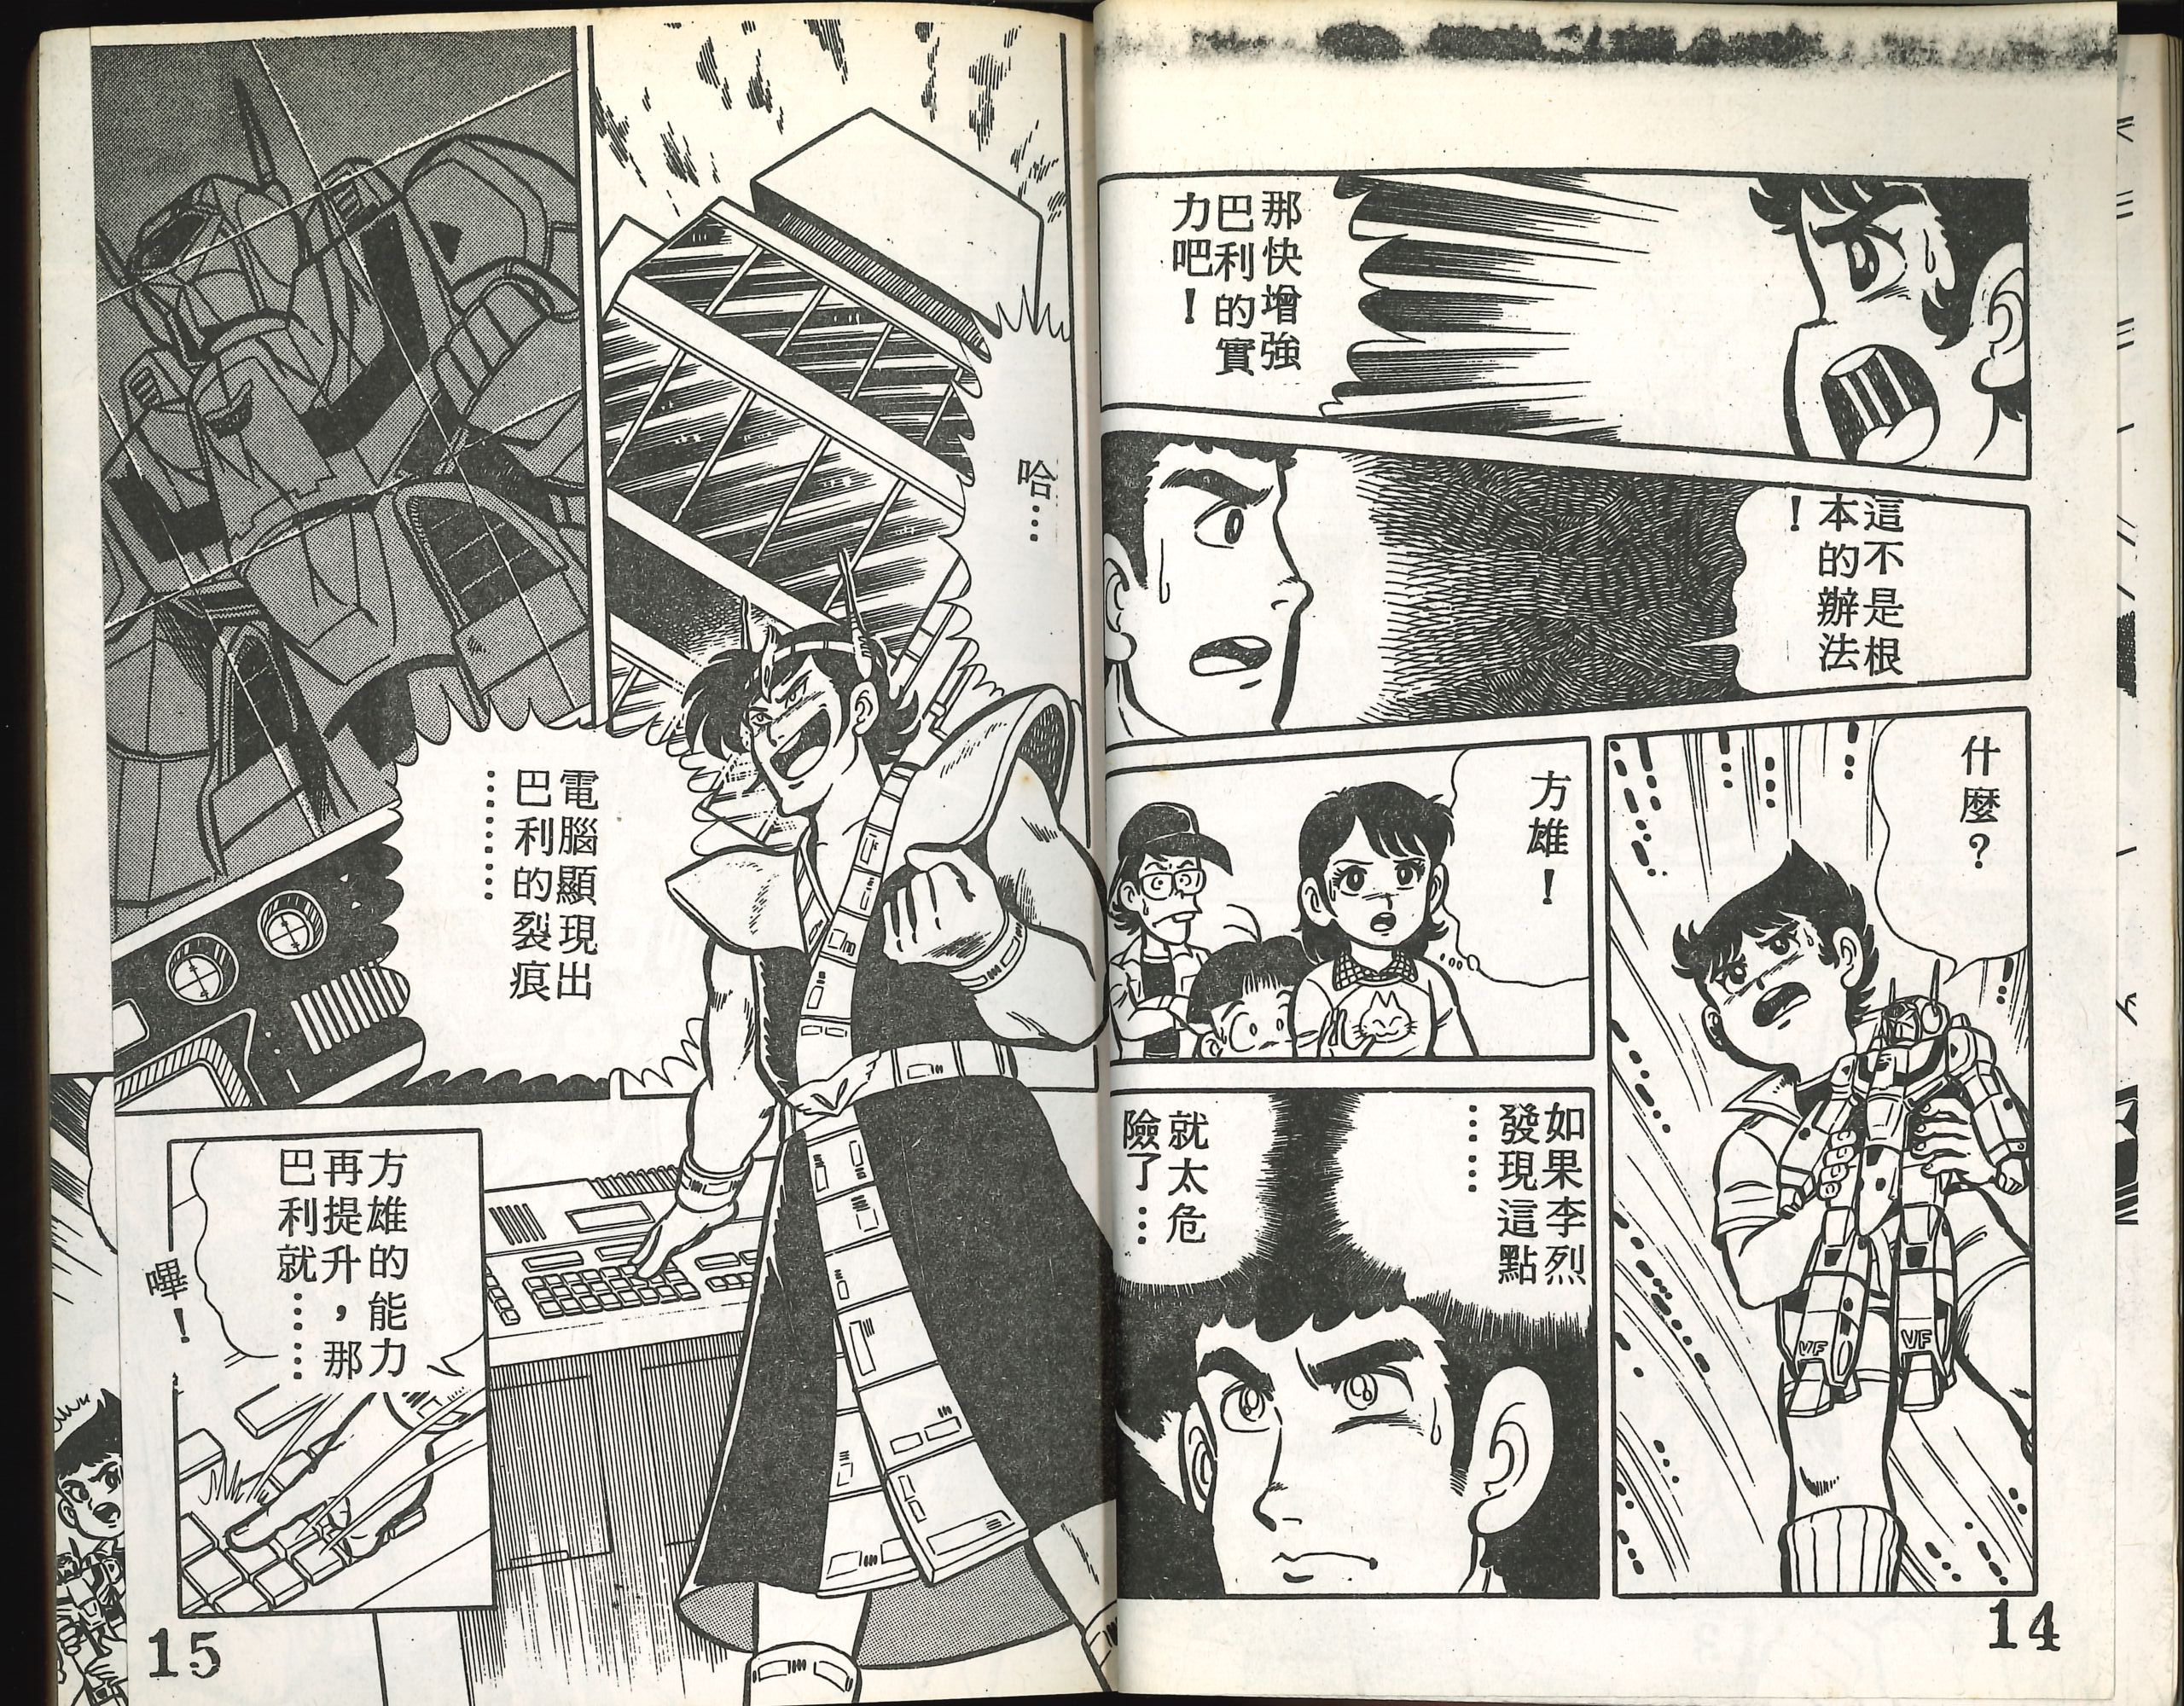 那快增強
巴利的實
力吧！
這不是根
本的辦法
！
什麼？
方雄！
如果李烈
發現這點
……
就太危
險了…
VF
VF
14
哈…
電腦顯現出
巴利的裂痕
………
方雄的能力
再提升，那
巴利就……
嗶！
15